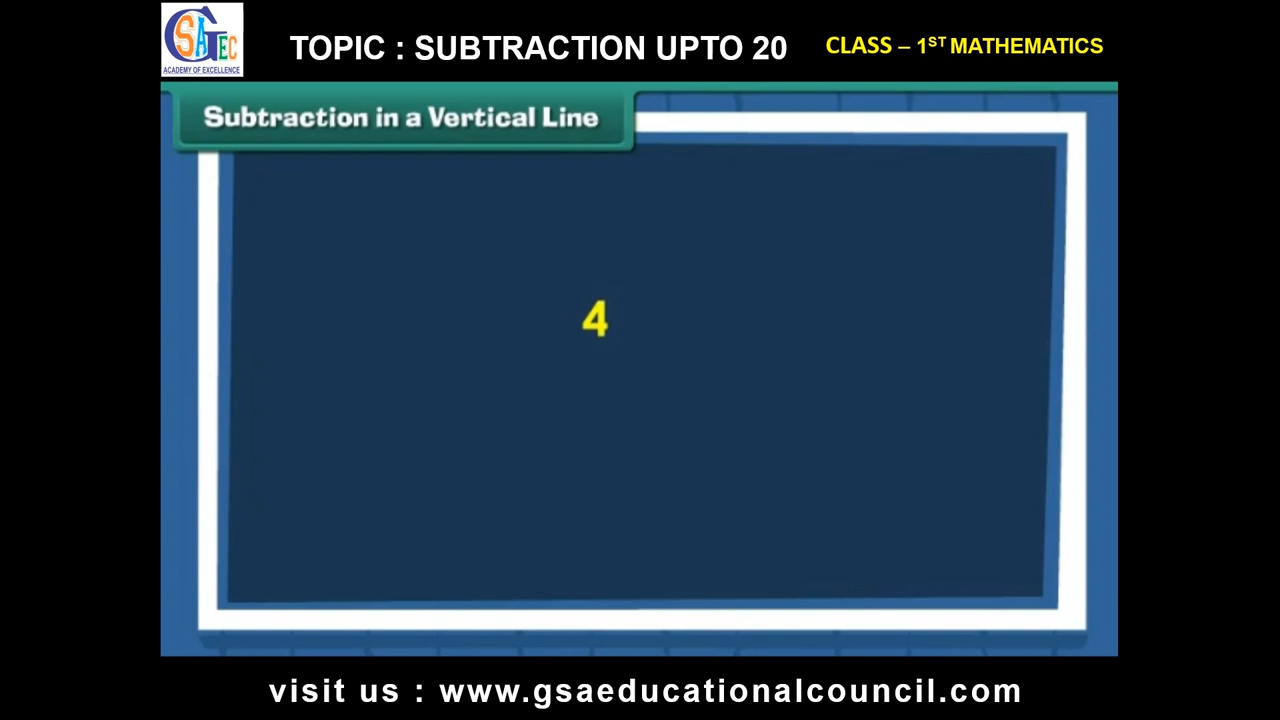 GSATEC
ACADEMY OF EXCELLENCE
TOPIC : SUBTRACTION UPTO 20
CLASS – 1ST MATHEMATICS
Subtraction in a Vertical Line
4
visit us : www.gsaeducationalcouncil.com